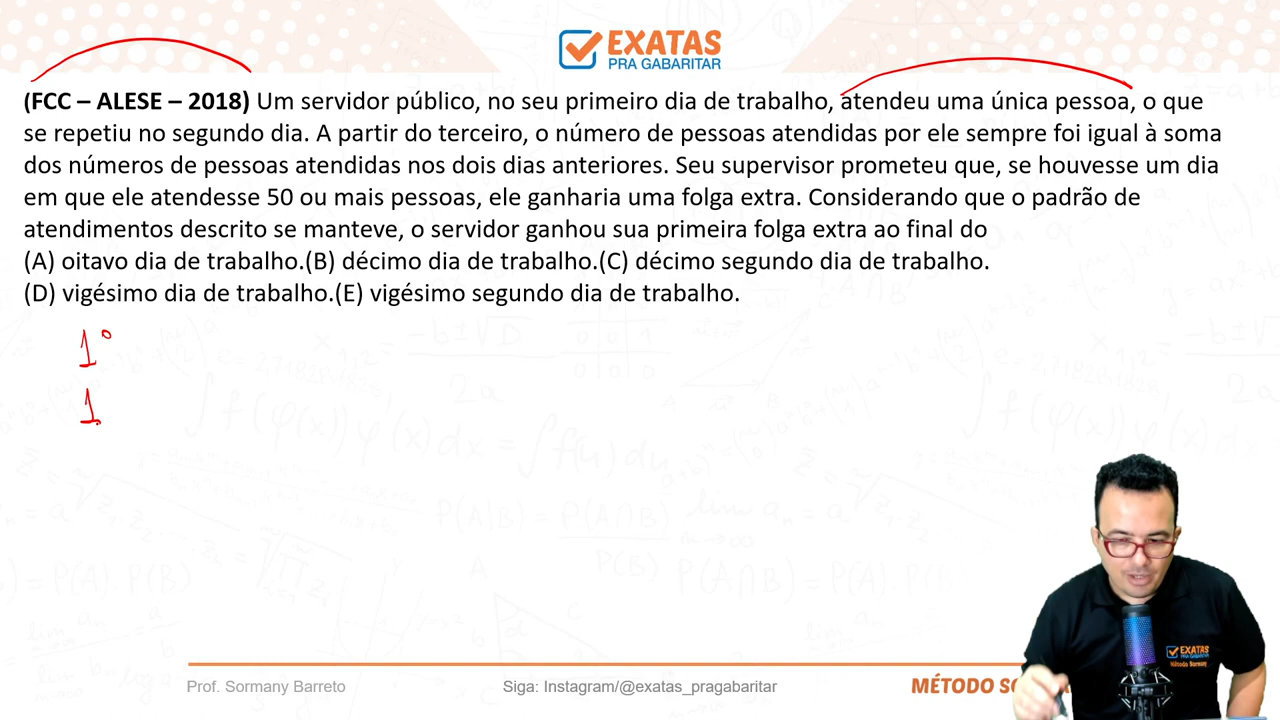 EXATAS
PRA GABARITAR
(FCC – ALESE – 2018) Um servidor público, no seu primeiro dia de trabalho, atendeu uma única pessoa, o que
se repetiu no segundo dia. A partir do terceiro, o número de pessoas atendidas por ele sempre foi igual à soma
dos números de pessoas atendidas nos dois dias anteriores. Seu supervisor prometeu que, se houvesse um dia
em que ele atendesse 50 ou mais pessoas, ele ganharia uma folga extra. Considerando que o padrão de
atendimentos descrito se manteve, o servidor ganhou sua primeira folga extra ao final do
(A) oitavo dia de trabalho.(B) décimo dia de trabalho.(C) décimo segundo dia de trabalho.
(D) vigésimo dia de trabalho.(E) vigésimo segundo dia de trabalho.
1°
1
EXATAS
PRA GABARITAR
Método Sormany
Prof. Sormany Barreto
Siga: Instagram/@exatas_pragabaritar
MÉTODO